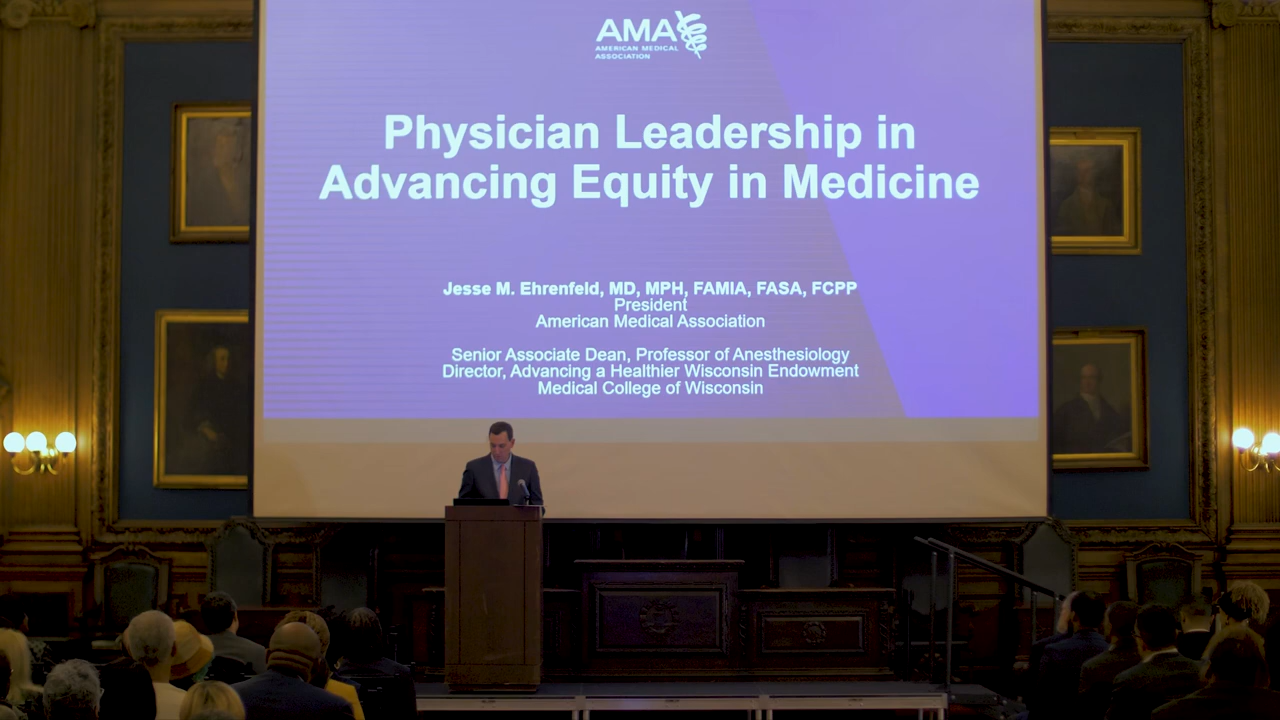 AMA
AMERICAN MEDICAL
ASSOCIATION
Physician Leadership in
Advancing Equity in Medicine
Jesse M. Ehrenfeld, MD, MPH, FAMIA, FASA, FCPP
President
American Medical Association
Senior Associate Dean, Professor of Anesthesiology
Director, Advancing a Healthier Wisconsin Endowment
Medical College of Wisconsin